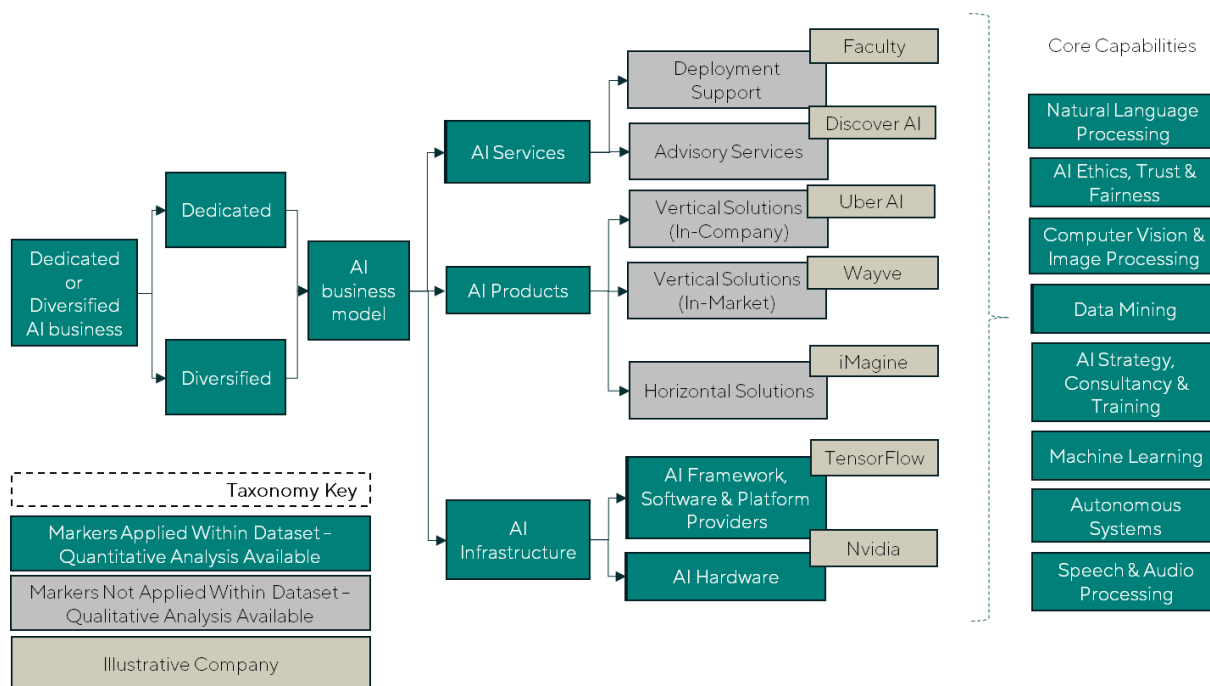 Dedicated
or
Diversified
AI business
Dedicated
Diversified
AI
business
model
AI Services
AI Products
AI
Infrastructure
Faculty
Deployment
Support
Discover AI
Advisory Services
Uber AI
Vertical Solutions
(In-Company)
Wayve
Vertical Solutions
(In-Market)
iMagine
Horizontal Solutions
TensorFlow
AI Framework,
Software & Platform
Providers
Nvidia
AI Hardware
Core Capabilities
Natural Language
Processing
AI Ethics, Trust &
Fairness
Computer Vision &
Image Processing
Data Mining
AI Strategy,
Consultancy &
Training
Machine Learning
Autonomous
Systems
Speech & Audio
Processing
Taxonomy Key
Markers Applied Within Dataset –
Quantitative Analysis Available
Markers Not Applied Within Dataset –
Qualitative Analysis Available
Illustrative Company